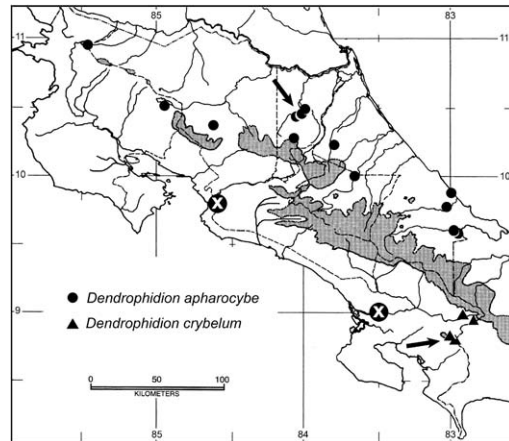 85
83
11
11
10
10
X
9
9
X
● Dendrophidion apharocybe
▲ Dendrophidion crybelum
0 50 100
KILOMETERS
85
84
83